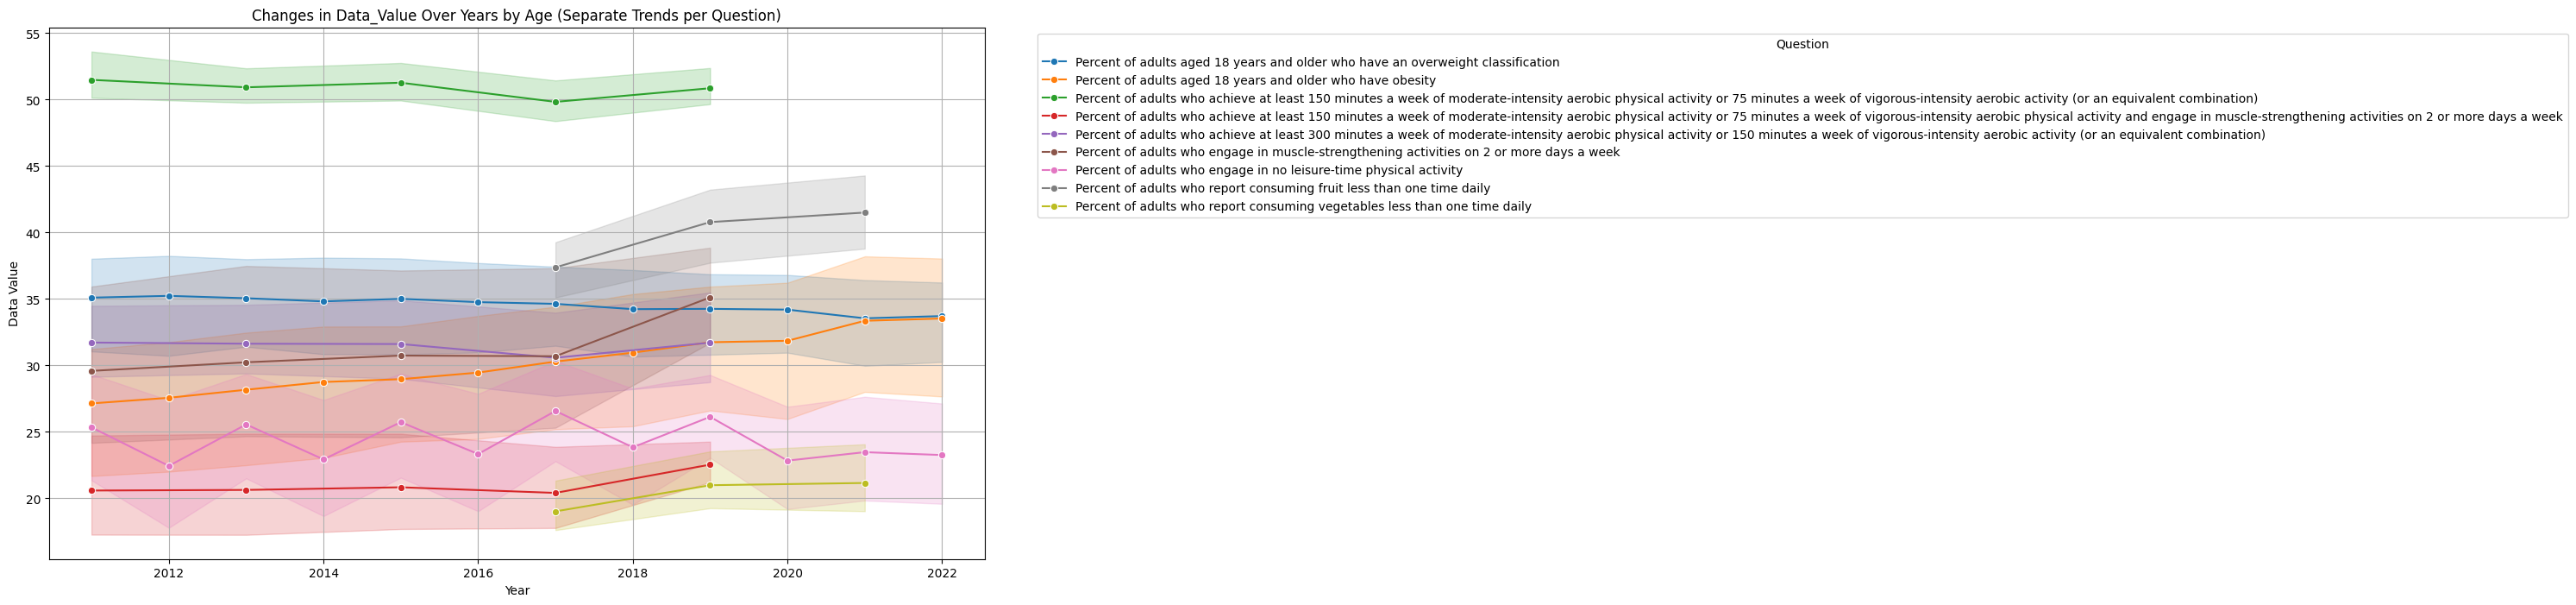 Changes in Data_Value Over Years by Age (Separate Trends per Question)
55
50
45
40
35
30
25
20
Data Value
2012
2014
2016
2018
2020
2022
Year
Question
Percent of adults aged 18 years and older who have an overweight classification
Percent of adults aged 18 years and older who have obesity
Percent of adults who achieve at least 150 minutes a week of moderate-intensity aerobic physical activity or 75 minutes a week of vigorous-intensity aerobic activity (or an equivalent combination)
Percent of adults who achieve at least 150 minutes a week of moderate-intensity aerobic physical activity or 75 minutes a week of vigorous-intensity aerobic physical activity and engage in muscle-strengthening activities on 2 or more days a week
Percent of adults who achieve at least 300 minutes a week of moderate-intensity aerobic physical activity or 150 minutes a week of vigorous-intensity aerobic activity (or an equivalent combination)
Percent of adults who engage in muscle-strengthening activities on 2 or more days a week
Percent of adults who engage in no leisure-time physical activity
Percent of adults who report consuming fruit less than one time daily
Percent of adults who report consuming vegetables less than one time daily